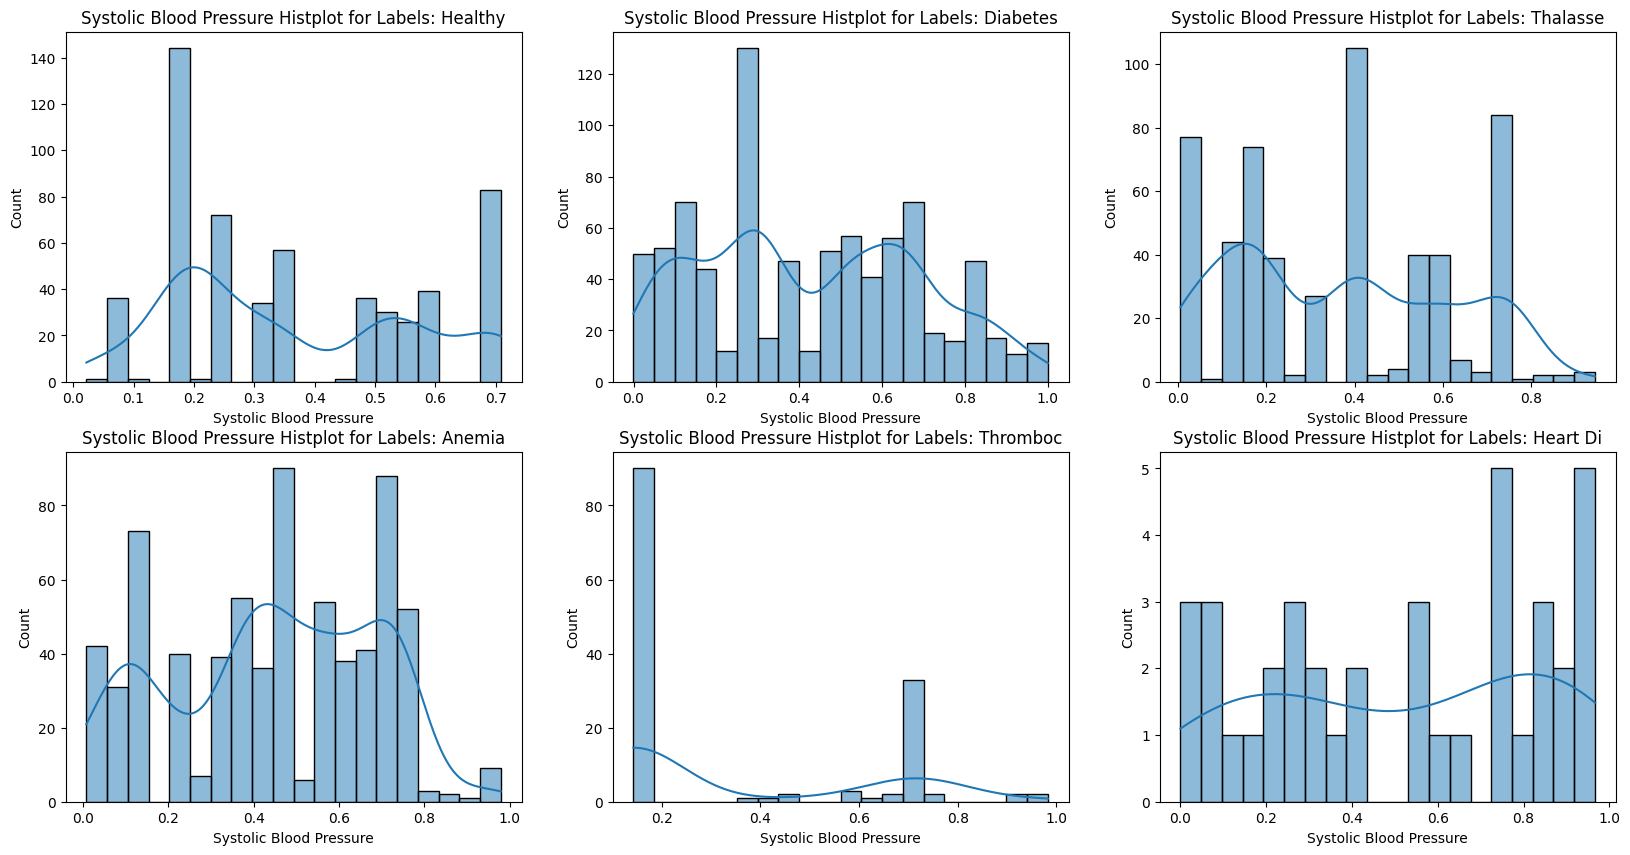 Systolic Blood Pressure Histplot for Labels: Healthy
140
120
100
80
60
40
20
0
Count
0.0 0.1 0.2 0.3 0.4 0.5 0.6 0.7
Systolic Blood Pressure
Systolic Blood Pressure Histplot for Labels: Diabetes
120
100
80
60
40
20
0
Count
0.0 0.2 0.4 0.6 0.8 1.0
Systolic Blood Pressure
Systolic Blood Pressure Histplot for Labels: Thalasse
100
80
60
40
20
0
Count
0.0 0.2 0.4 0.6 0.8
Systolic Blood Pressure
Systolic Blood Pressure Histplot for Labels: Anemia
80
60
40
20
0
Count
0.0 0.2 0.4 0.6 0.8 1.0
Systolic Blood Pressure
Systolic Blood Pressure Histplot for Labels: Thromboc
80
60
40
20
0
Count
0.2 0.4 0.6 0.8 1.0
Systolic Blood Pressure
Systolic Blood Pressure Histplot for Labels: Heart Di
5
4
3
2
1
0
Count
0.0 0.2 0.4 0.6 0.8 1.0
Systolic Blood Pressure